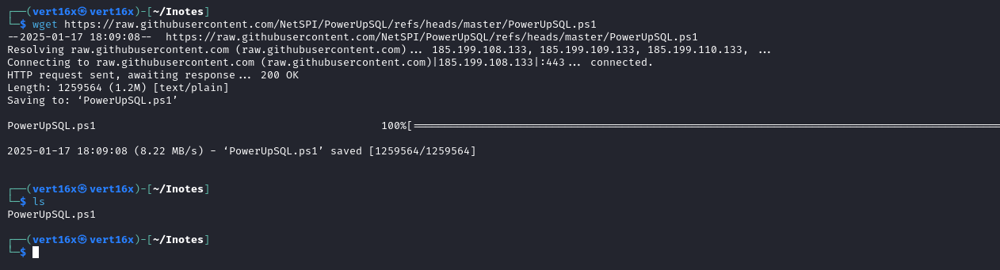 ┌──(vert16x㉿vert16x)-[~/Inotes]
└─$ wget https://raw.githubusercontent.com/NetSPI/PowerUpSQL/refs/heads/master/PowerUpSQL.ps1
--2025-01-17 18:09:08--  https://raw.githubusercontent.com/NetSPI/PowerUpSQL/refs/heads/master/PowerUpSQL.ps1
Resolving raw.githubusercontent.com (raw.githubusercontent.com)... 185.199.108.133, 185.199.109.133, 185.199.110.133, ...
Connecting to raw.githubusercontent.com (raw.githubusercontent.com)|185.199.108.133|:443... connected.
HTTP request sent, awaiting response... 200 OK
Length: 1259564 (1.2M) [text/plain]
Saving to: ‘PowerUpSQL.ps1’
PowerUpSQL.ps1 100%[==============================
2025-01-17 18:09:08 (8.22 MB/s) - ‘PowerUpSQL.ps1’ saved [1259564/1259564]
┌──(vert16x㉿vert16x)-[~/Inotes]
└─$ ls
PowerUpSQL.ps1
┌──(vert16x㉿vert16x)-[~/Inotes]
└─$